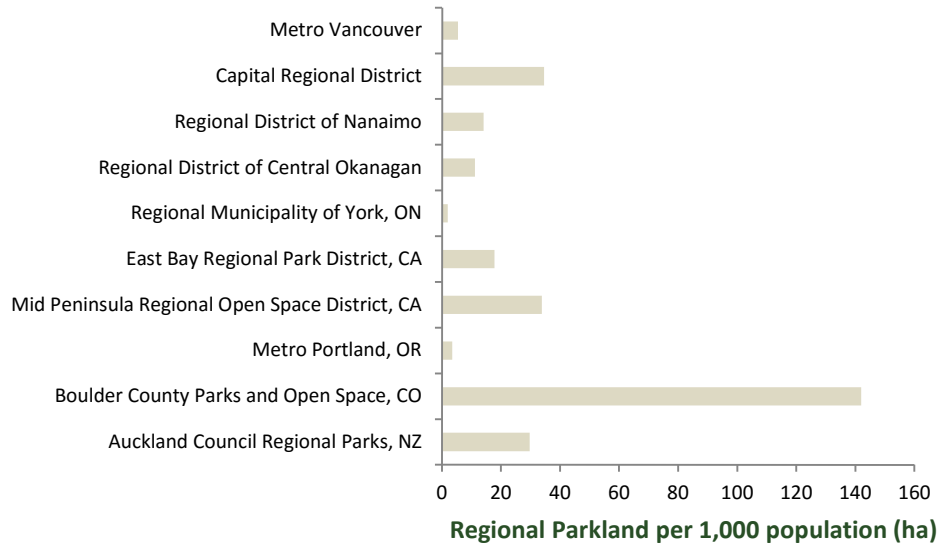 Metro Vancouver
Capital Regional District
Regional District of Nanaimo
Regional District of Central Okanagan
Regional Municipality of York, ON
East Bay Regional Park District, CA
Mid Peninsula Regional Open Space District, CA
Metro Portland, OR
Boulder County Parks and Open Space, CO
Auckland Council Regional Parks, NZ
0 20 40 60 80 100 120 140 160
Regional Parkland per 1,000 population (ha)